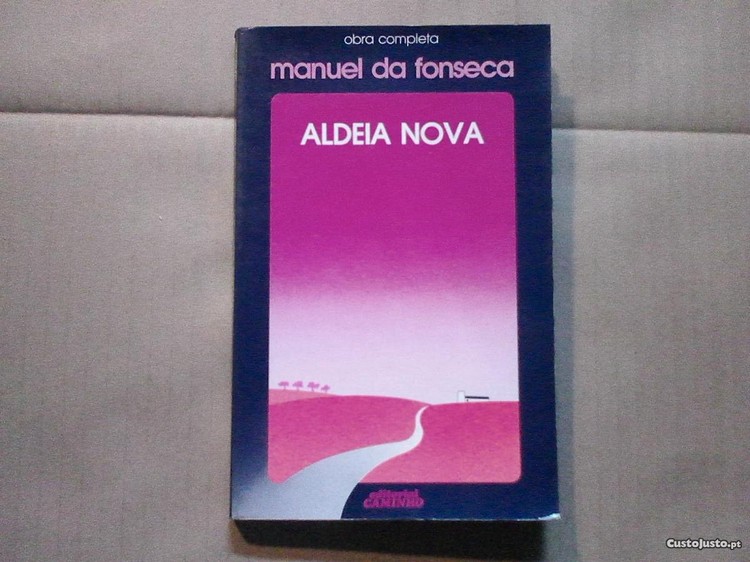 obra completa
manuel da fonseca
ALDEIA NOVA
editorial
CAMINHO
CustoJusto.pt